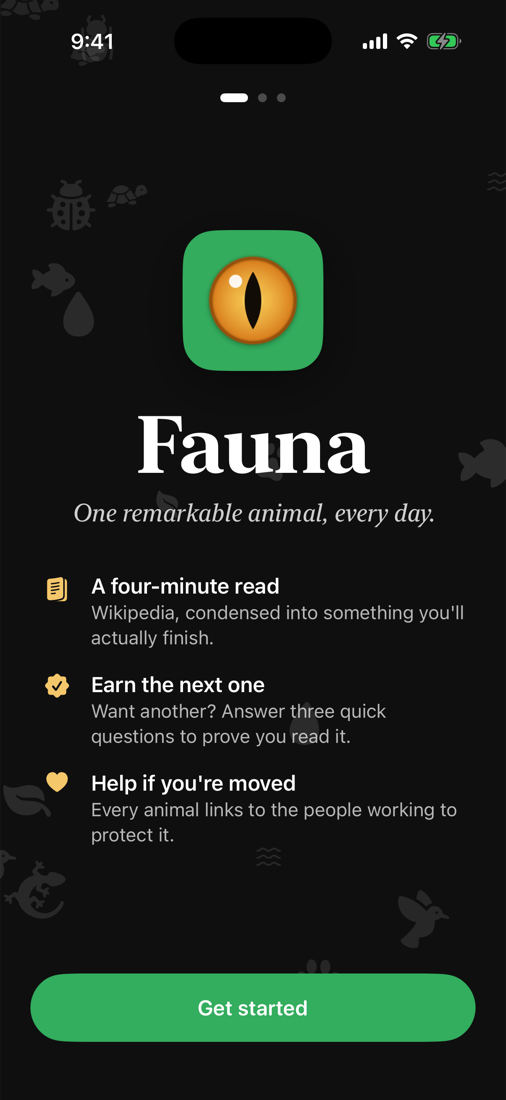 9:41
Fauna
One remarkable animal, every day.
A four-minute read
Wikipedia, condensed into something you'll
actually finish.
Earn the next one
Want another? Answer three quick
questions to prove you read it.
Help if you're moved
Every animal links to the people working to
protect it.
Get started